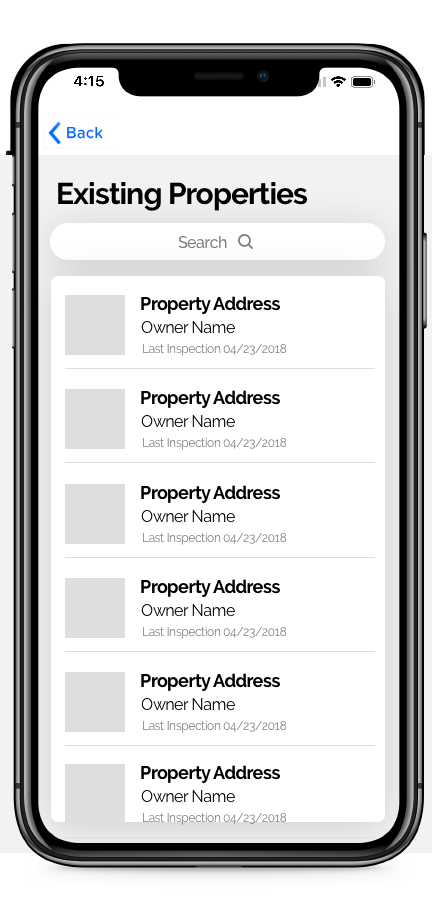 4:15
Back
Existing Properties
Search
Property Address
Owner Name
Last Inspection 04/23/2018
Property Address
Owner Name
Last Inspection 04/23/2018
Property Address
Owner Name
Last Inspection 04/23/2018
Property Address
Owner Name
Last Inspection 04/23/2018
Property Address
Owner Name
Last Inspection 04/23/2018
Property Address
Owner Name
Last Inspection 04/23/2018